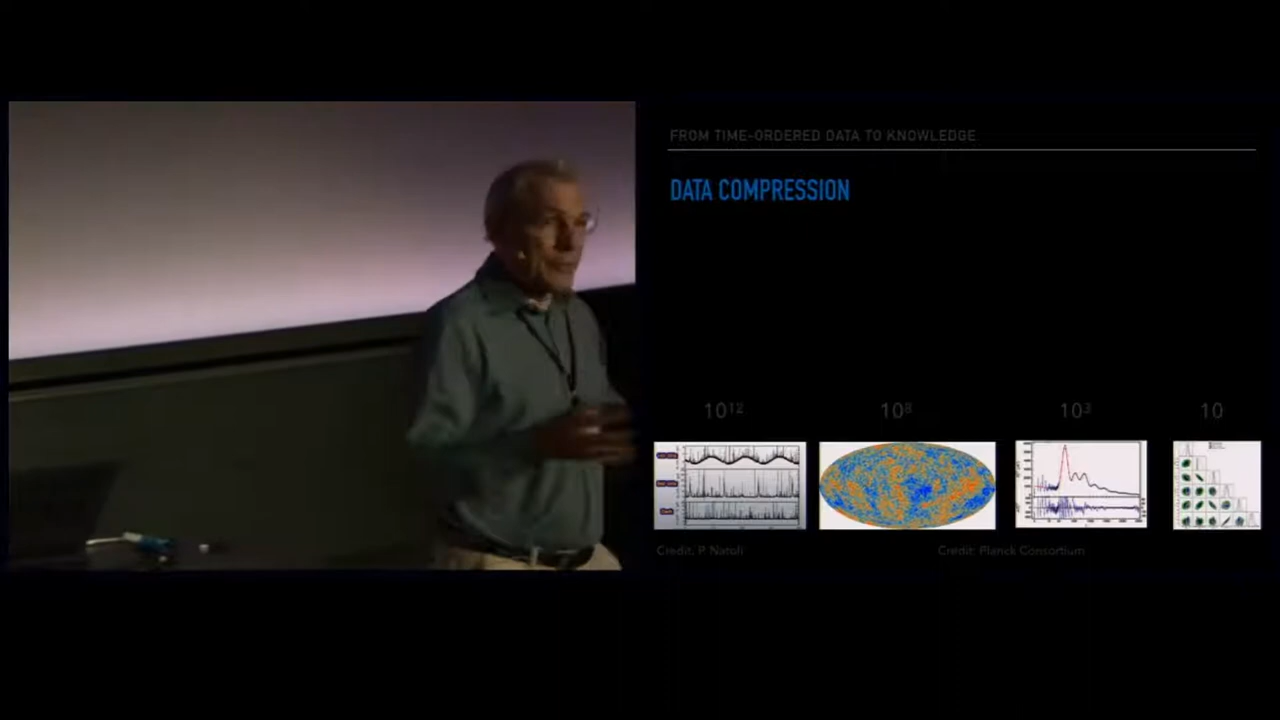 FROM TIME-ORDERED DATA TO KNOWLEDGE
DATA COMPRESSION
10¹² 10⁸ 10³ 10
Credit: P Natoli Credit: Planck Consortium